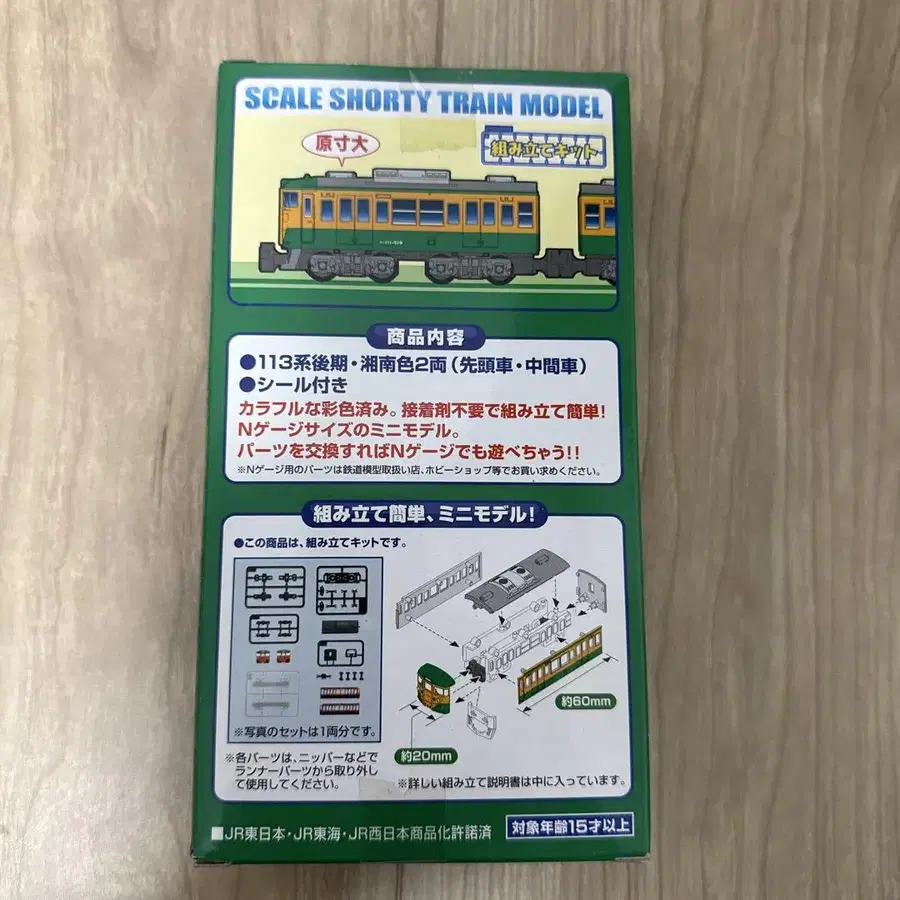 SCALE SHORTY TRAIN MODEL
原寸大
組み立てキット
商品内容
●113系後期・湘南色2両(先頭車・中間車)
●シール付き
カラフルな彩色済み。接着剤不要で組み立て簡単!
Nゲージサイズのミニモデル。
パーツを交換すればNゲージでも遊べちゃう!!
※Nゲージ用のパーツは鉄道模型取扱い店、ホビーショップ等でお買い求めください。
組み立て簡単、ミニモデル!
●この商品は、組み立てキットです。
※写真のセットは1両分です。
※各パーツは、ニッパーなどで
ランナーパーツから取り外し
て使用してください。
約60mm
約20mm
※詳しい組み立て説明書は中に入っています。
■JR東日本・JR東海・JR西日本商品化許諾済
対象年齢15才以上